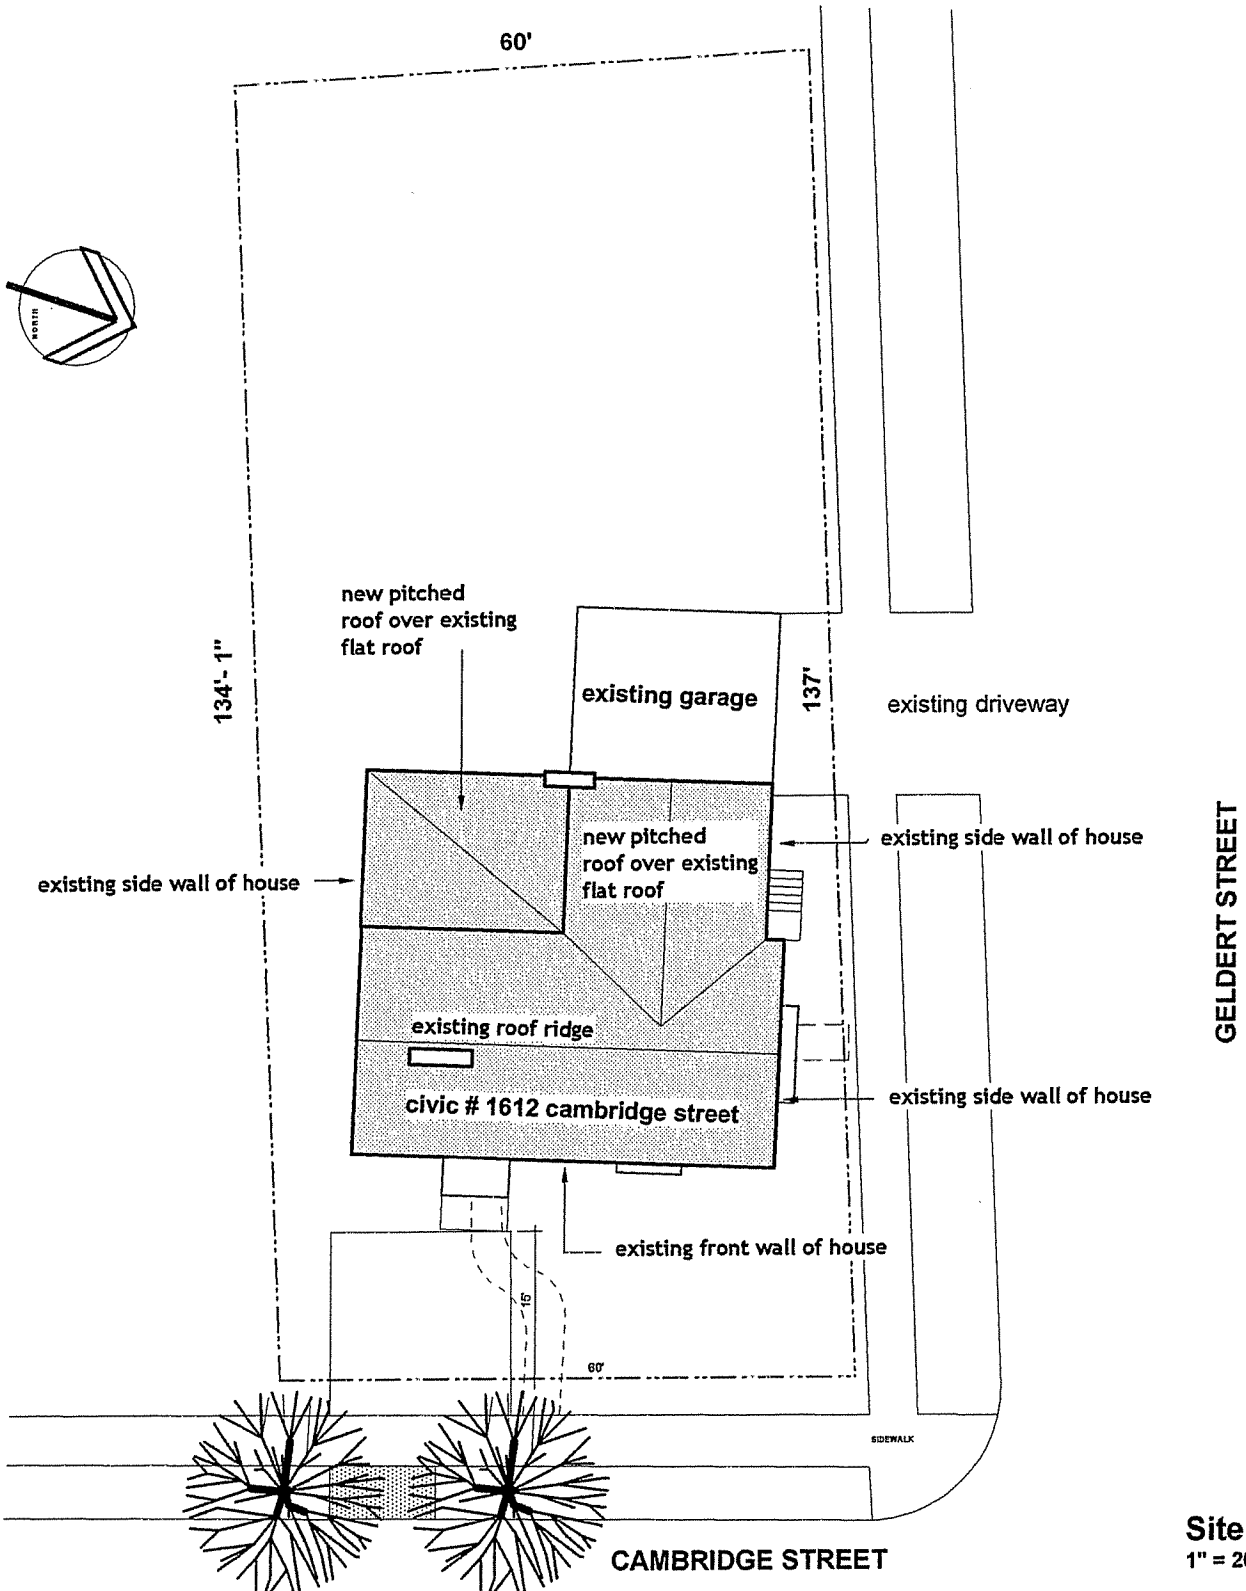 60'
NORTH
new pitched
roof over existing
flat roof
134'- 1"
existing garage
137'
existing driveway
new pitched
roof over existing
flat roof
existing side wall of house
existing side wall of house
GELDERT STREET
existing roof ridge
civic # 1612 cambridge street
existing side wall of house
existing front wall of house
15'
60'
SIDEWALK
CAMBRIDGE STREET
Site
1" = 20